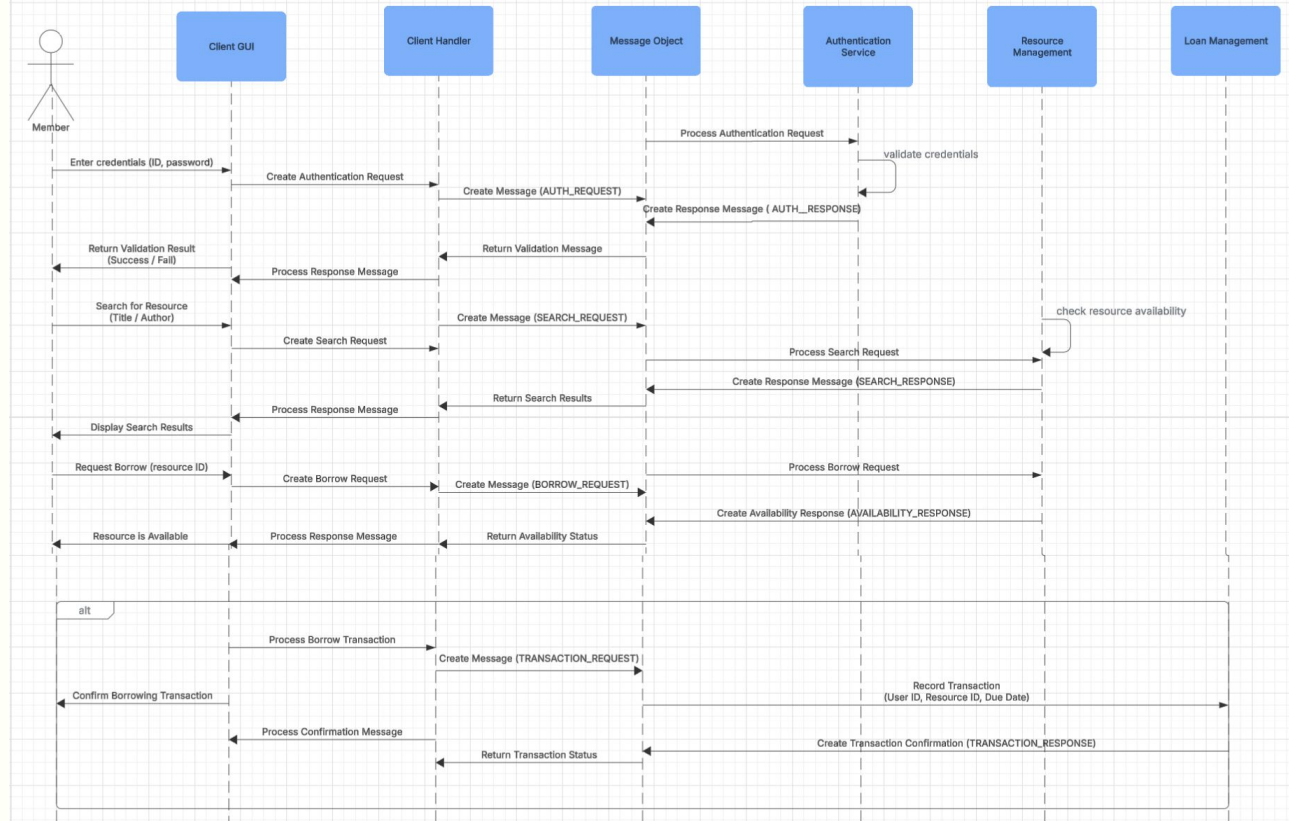 Client GUI
Client Handler
Message Object
Authentication
Service
Resource
Management
Loan Management
Member
Process Authentication Request
validate credentials
Enter credentials (ID, password)
Create Authentication Request
Create Message (AUTH_REQUEST)
Create Response Message ( AUTH__RESPONSE)
Return Validation Result
(Success / Fail)
Return Validation Message
Process Response Message
Search for Resource
(Title / Author)
Create Message (SEARCH_REQUEST)
check resource availability
Create Search Request
Process Search Request
Create Response Message (SEARCH_RESPONSE)
Return Search Results
Process Response Message
Display Search Results
Request Borrow (resource ID)
Process Borrow Request
Create Borrow Request
Create Message (BORROW_REQUEST)
Create Availability Response (AVAILABILITY_RESPONSE)
Resource is Available
Process Response Message
Return Availability Status
alt
Process Borrow Transaction
Create Message (TRANSACTION_REQUEST)
Record Transaction
(User ID, Resource ID, Due Date)
Confirm Borrowing Transaction
Process Confirmation Message
Create Transaction Confirmation (TRANSACTION_RESPONSE)
Return Transaction Status